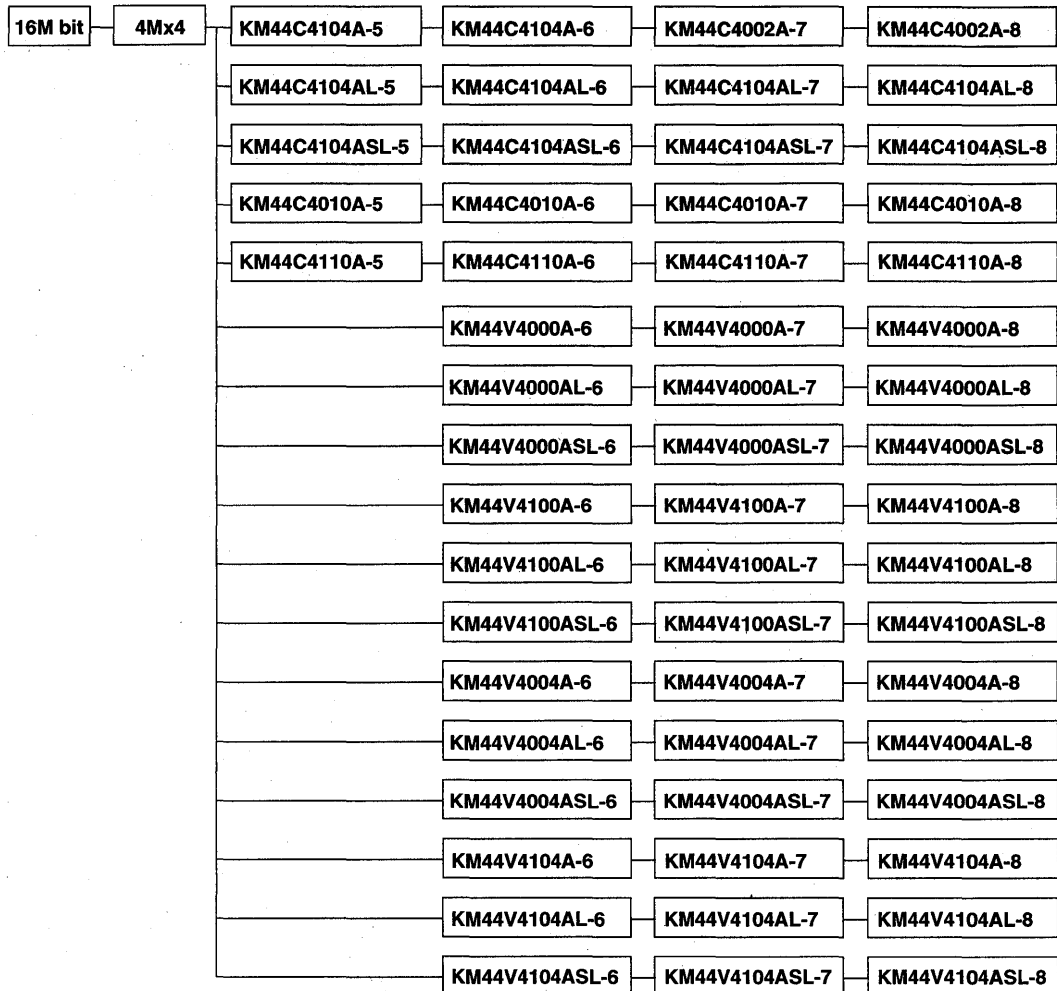 16M bit 4Mx4 KM44C4104A-5 KM44C4104A-6 KM44C4002A-7 KM44C4002A-8
KM44C4104AL-5 KM44C4104AL-6 KM44C4104AL-7 KM44C4104AL-8
KM44C4104ASL-5 KM44C4104ASL-6 KM44C4104ASL-7 KM44C4104ASL-8
KM44C4010A-5 KM44C4010A-6 KM44C4010A-7 KM44C4010A-8
KM44C4110A-5 KM44C4110A-6 KM44C4110A-7 KM44C4110A-8
KM44V4000A-6 KM44V4000A-7 KM44V4000A-8
KM44V4000AL-6 KM44V4000AL-7 KM44V4000AL-8
KM44V4000ASL-6 KM44V4000ASL-7 KM44V4000ASL-8
KM44V4100A-6 KM44V4100A-7 KM44V4100A-8
KM44V4100AL-6 KM44V4100AL-7 KM44V4100AL-8
KM44V4100ASL-6 KM44V4100ASL-7 KM44V4100ASL-8
KM44V4004A-6 KM44V4004A-7 KM44V4004A-8
KM44V4004AL-6 KM44V4004AL-7 KM44V4004AL-8
KM44V4004ASL-6 KM44V4004ASL-7 KM44V4004ASL-8
KM44V4104A-6 KM44V4104A-7 KM44V4104A-8
KM44V4104AL-6 KM44V4104AL-7 KM44V4104AL-8
KM44V4104ASL-6 KM44V4104ASL-7 KM44V4104ASL-8